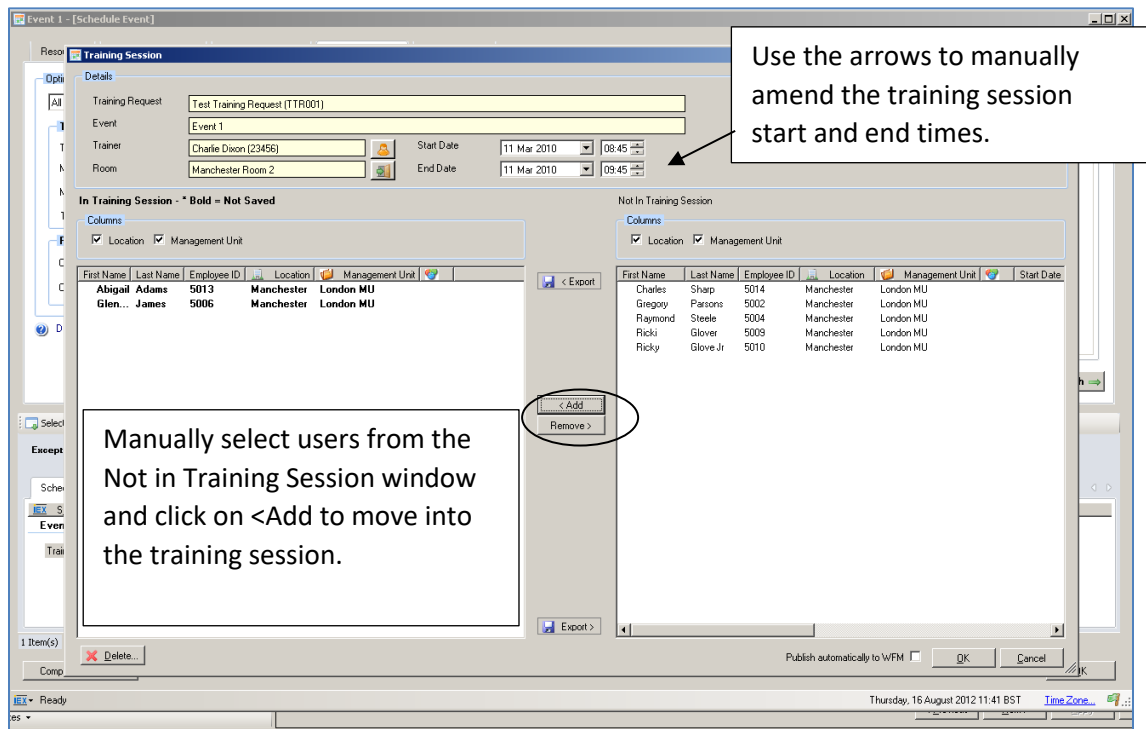 Event 1 - [Schedule Event]
Training Session
Details
Use the arrows to manually
amend the training session
start and end times.
Training Request Test Training Request (TTR001)
Event Event 1
Trainer Charlie Dixon (23456) Start Date 11 Mar 2010 08:45
Room Manchester Room 2 End Date 11 Mar 2010 09:45
In Training Session - * Bold = Not Saved
Columns
Location Management Unit
First Name Last Name Employee ID Location Management Unit
Abigail Adams 5013 Manchester London MU
Glen... James 5006 Manchester London MU
Manually select users from the
Not in Training Session window
and click on <Add to move into
the training session.
< Export
< Add
Remove >
Export >
Not In Training Session
Columns
Location Management Unit
First Name Last Name Employee ID Location Management Unit Start Date
Charles Sharp 5014 Manchester London MU
Gregory Parsons 5002 Manchester London MU
Raymond Steele 5004 Manchester London MU
Ricki Glover 5009 Manchester London MU
Ricky Glove Jr 5010 Manchester London MU
1 Item(s)
Delete...
Publish automatically to WFM OK Cancel
IEX Ready
Thursday, 16 August 2012 11:41 BST Time Zone...